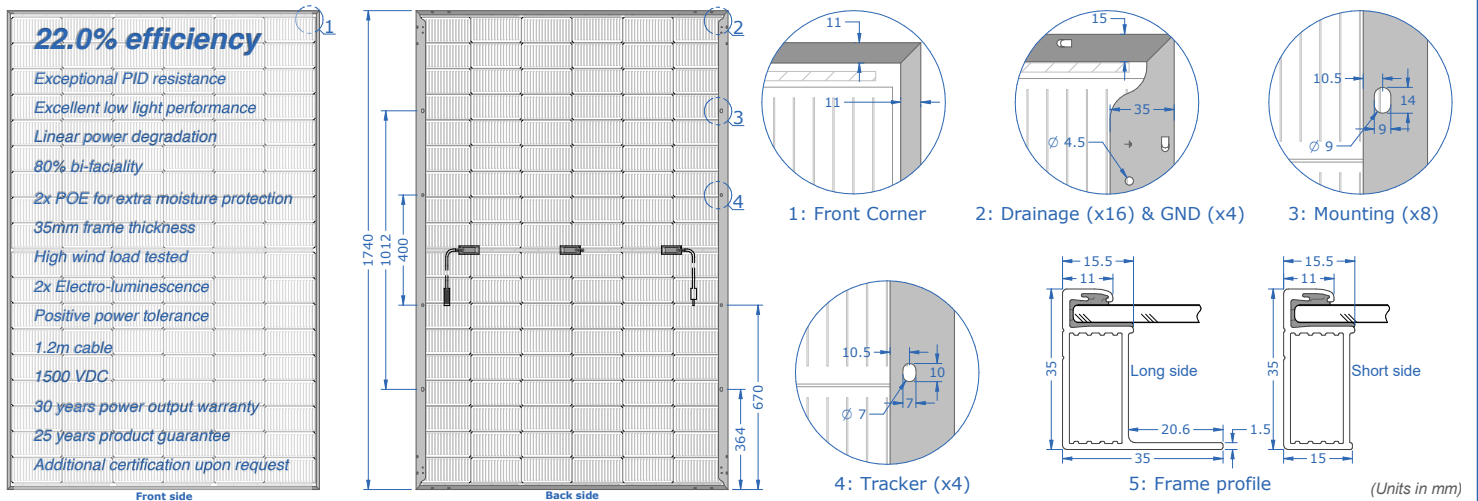 22.0% efficiency
Exceptional PID resistance
Excellent low light performance
Linear power degradation
80% bi-faciality
2x POE for extra moisture protection
35mm frame thickness
High wind load tested
2x Electro-luminescence
Positive power tolerance
1.2m cable
1500 VDC
30 years power output warranty
25 years product guarantee
Additional certification upon request
Front side
1
1740
1012
400
670
364
2
3
4
Back side
11
11
1: Front Corner
15
35
Ø 4.5
2: Drainage (x16) & GND (x4)
10.5
14
9
Ø 9
3: Mounting (x8)
10.5
10
7
Ø 7
4: Tracker (x4)
15.5
11
35
Long side
20.6
1.5
35
15.5
11
35
Short side
15
5: Frame profile
(Units in mm)